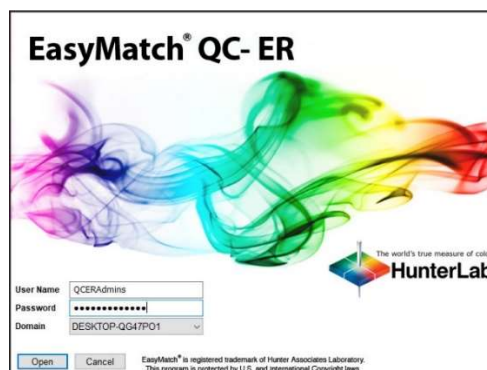 EasyMatch® QC- ER
The world's true measure of
HunterLab
User Name QCERAdmins
Password •••••••••••••
Domain DESKTOP-QG47PO1
Open Cancel
EasyMatch® is registered trademark of Hunter Associates Laboratory.
This program is protected by U.S. and international Copyright laws